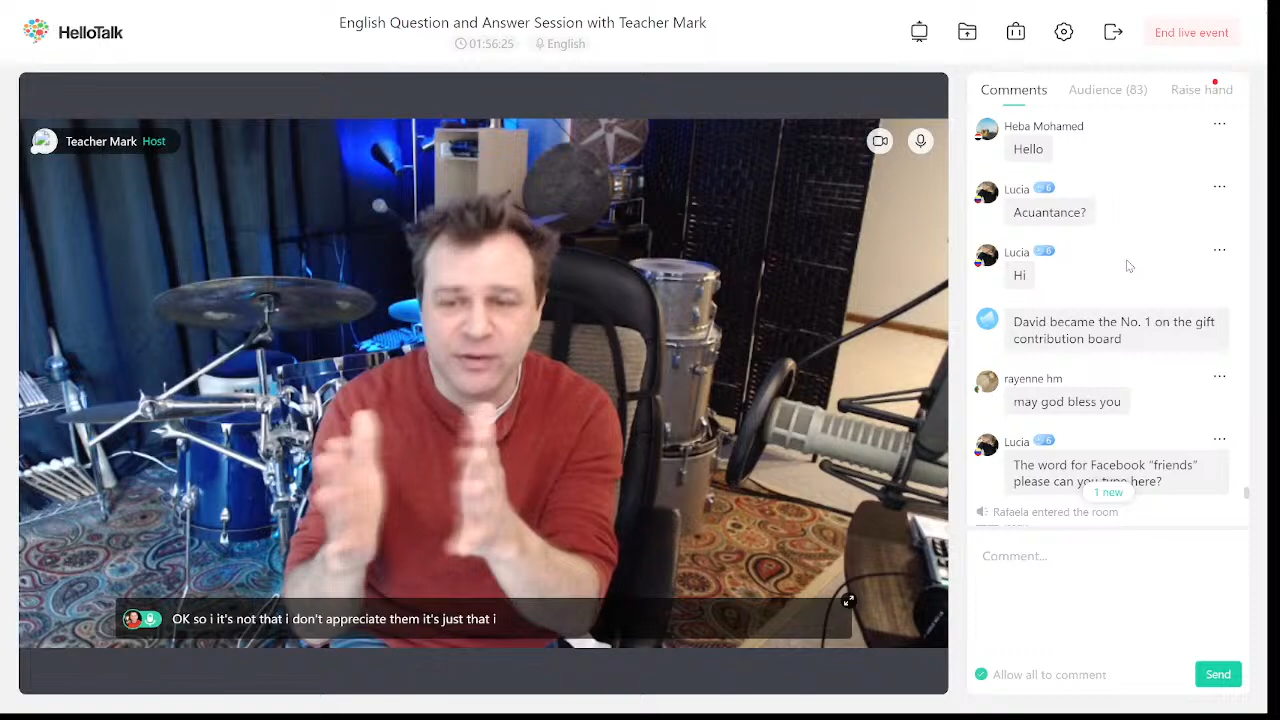 HelloTalk
English Question and Answer Session with Teacher Mark
01:56:25 English
End live event
Teacher Mark Host
OK so i it's not that i don't appreciate them it's just that i
Comments Audience (83) Raise hand
Heba Mohamed
Hello
Lucia 6
Acuantance?
Lucia 6
Hi
David became the No. 1 on the gift
contribution board
rayenne hm
may god bless you
Lucia 6
The word for Facebook “friends”
please can you type here?
1 new
Rafaela entered the room
Comment...
Allow all to comment
Send